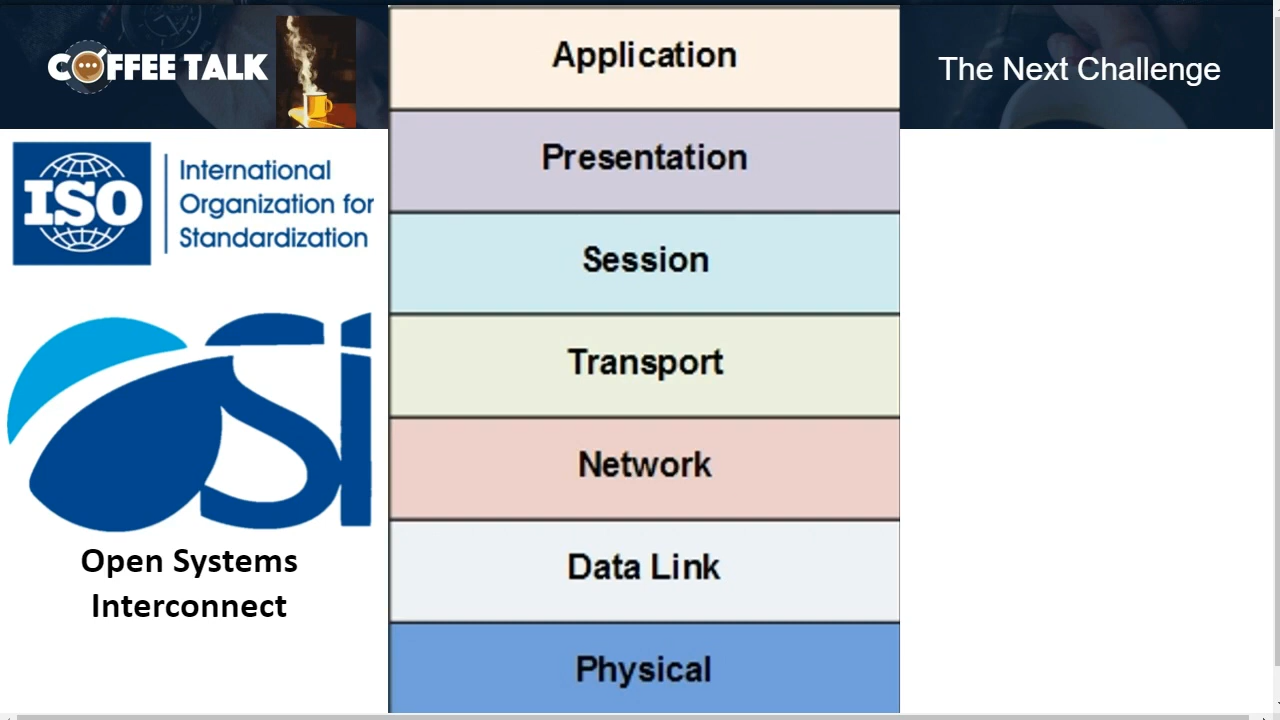 COFFEE TALK
The Next Challenge
ISO
International
Organization for
Standardization
OSI
Open Systems
Interconnect
Application
Presentation
Session
Transport
Network
Data Link
Physical